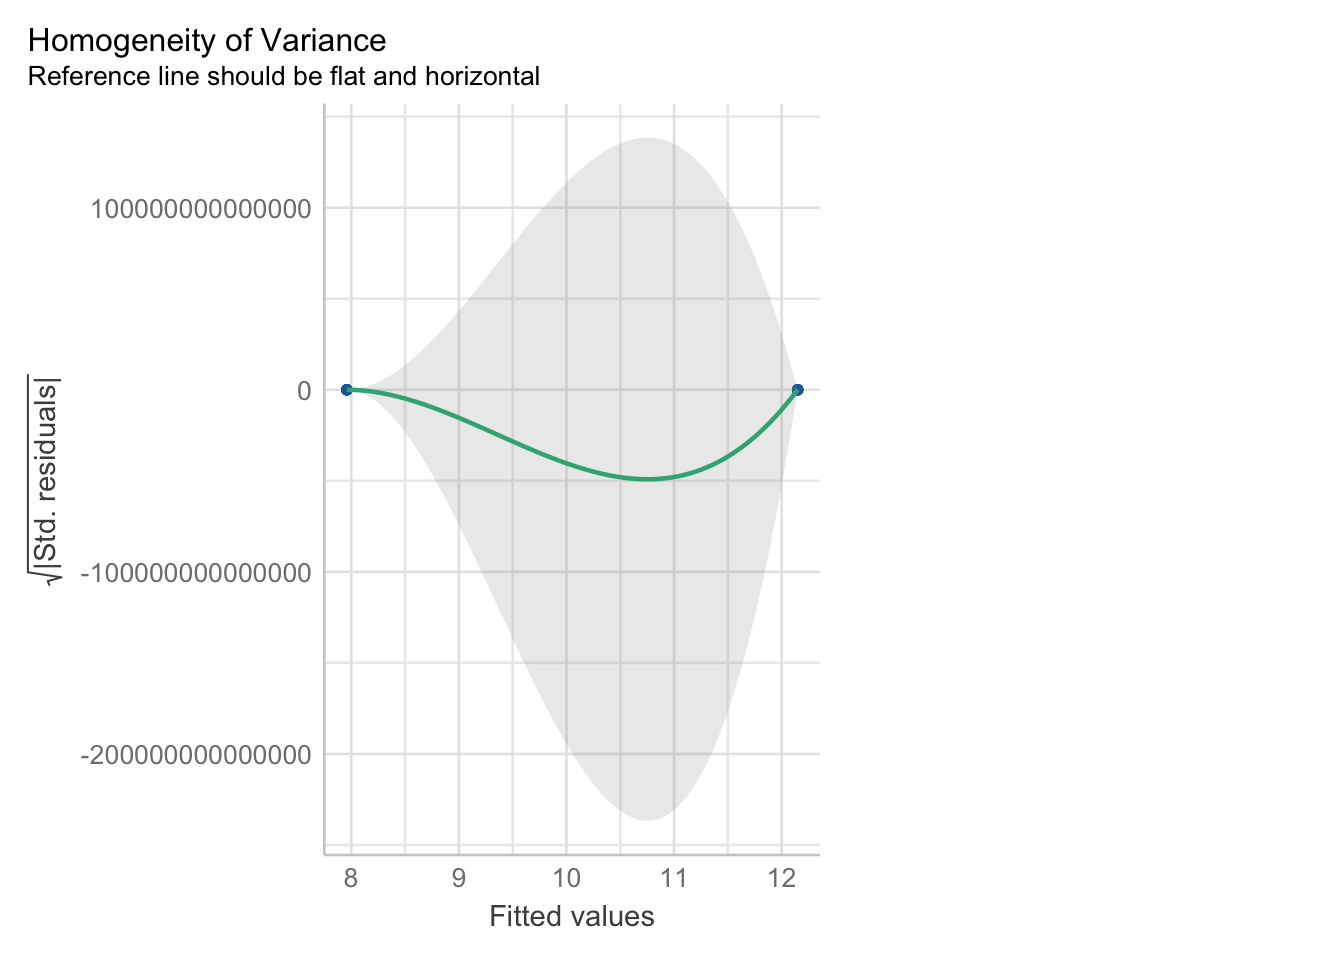 Homogeneity of Variance
Reference line should be flat and horizontal
100000000000000
0
-100000000000000
-200000000000000
√|Std. residuals|
8 9 10 11 12
Fitted values